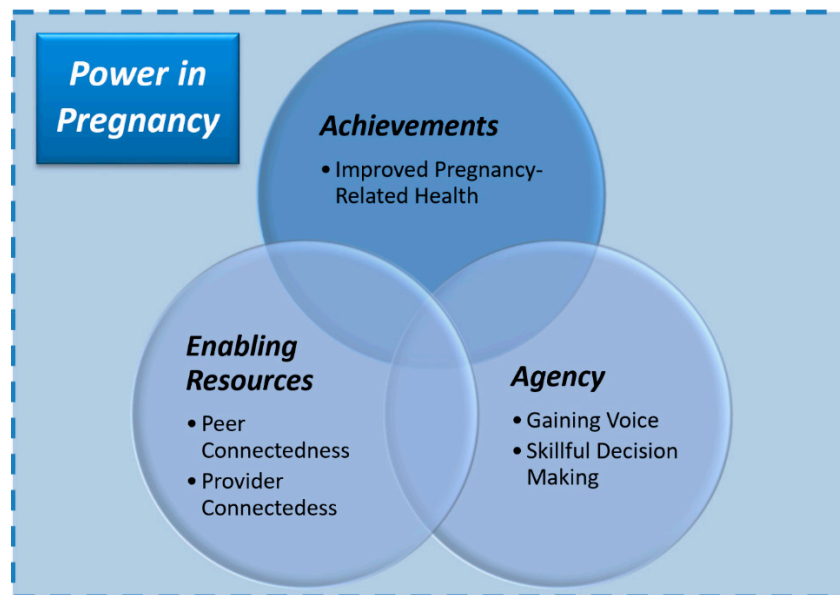 Power in
Pregnancy
Achievements
• Improved Pregnancy-
Related Health
Enabling
Resources
• Peer
Connectedness
• Provider
Connectedess
Agency
• Gaining Voice
• Skillful Decision
Making